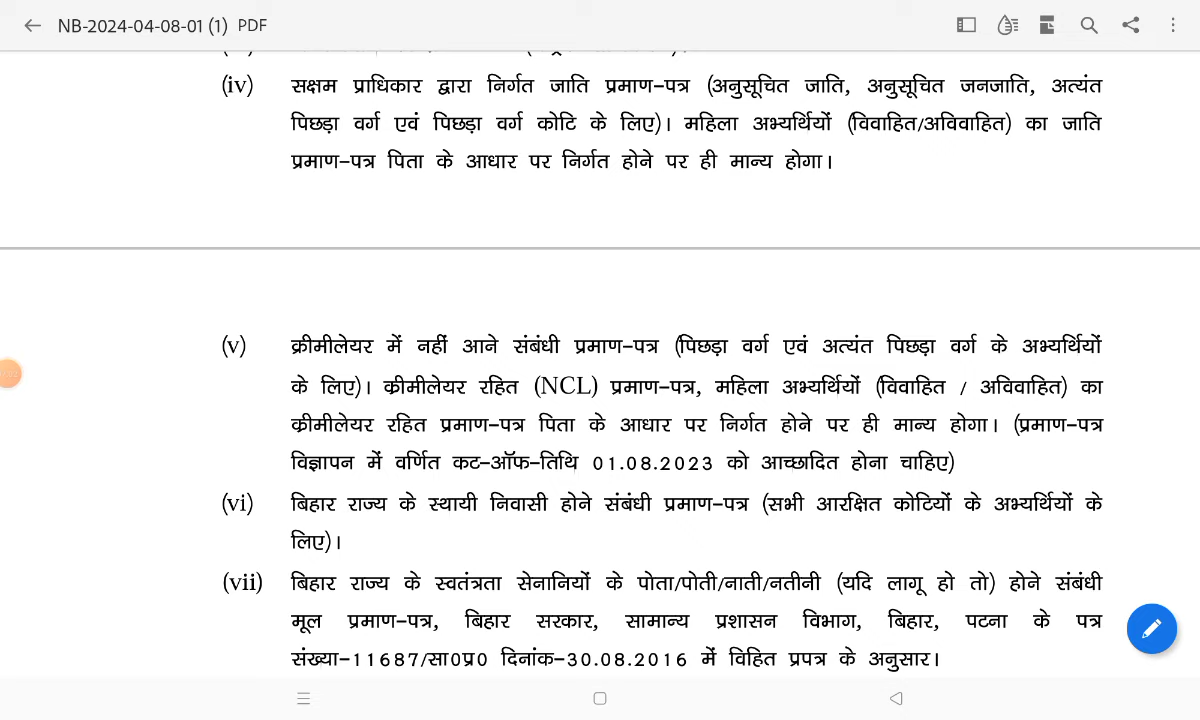 NB-2024-04-08-01 (1) PDF
(iv) सक्षम प्राधिकार द्वारा निर्गत जाति प्रमाण–पत्र (अनुसूचित जाति, अनुसूचित जनजाति, अत्यंत
पिछड़ा वर्ग एवं पिछड़ा वर्ग कोटि के लिए)। महिला अभ्यर्थियों (विवाहित/अविवाहित) का जाति
प्रमाण–पत्र पिता के आधार पर निर्गत होने पर ही मान्य होगा।
(v) क्रीमीलेयर में नहीं आने संबंधी प्रमाण–पत्र (पिछड़ा वर्ग एवं अत्यंत पिछड़ा वर्ग के अभ्यर्थियों
के लिए)। क्रीमीलेयर रहित (NCL) प्रमाण–पत्र, महिला अभ्यर्थियों (विवाहित / अविवाहित) का
क्रीमीलेयर रहित प्रमाण–पत्र पिता के आधार पर निर्गत होने पर ही मान्य होगा। (प्रमाण–पत्र
विज्ञापन में वर्णित कट–ऑफ–तिथि 01.08.2023 को आच्छादित होना चाहिए)
(vi) बिहार राज्य के स्थायी निवासी होने संबंधी प्रमाण–पत्र (सभी आरक्षित कोटियों के अभ्यर्थियों के
लिए)।
(vii) बिहार राज्य के स्वतंत्रता सेनानियों के पोता/पोती/नाती/नतीनी (यदि लागू हो तो) होने संबंधी
मूल प्रमाण–पत्र, बिहार सरकार, सामान्य प्रशासन विभाग, बिहार, पटना के पत्र
संख्या–11687/सा0प्र0 दिनांक–30.08.2016 में विहित प्रपत्र के अनुसार।